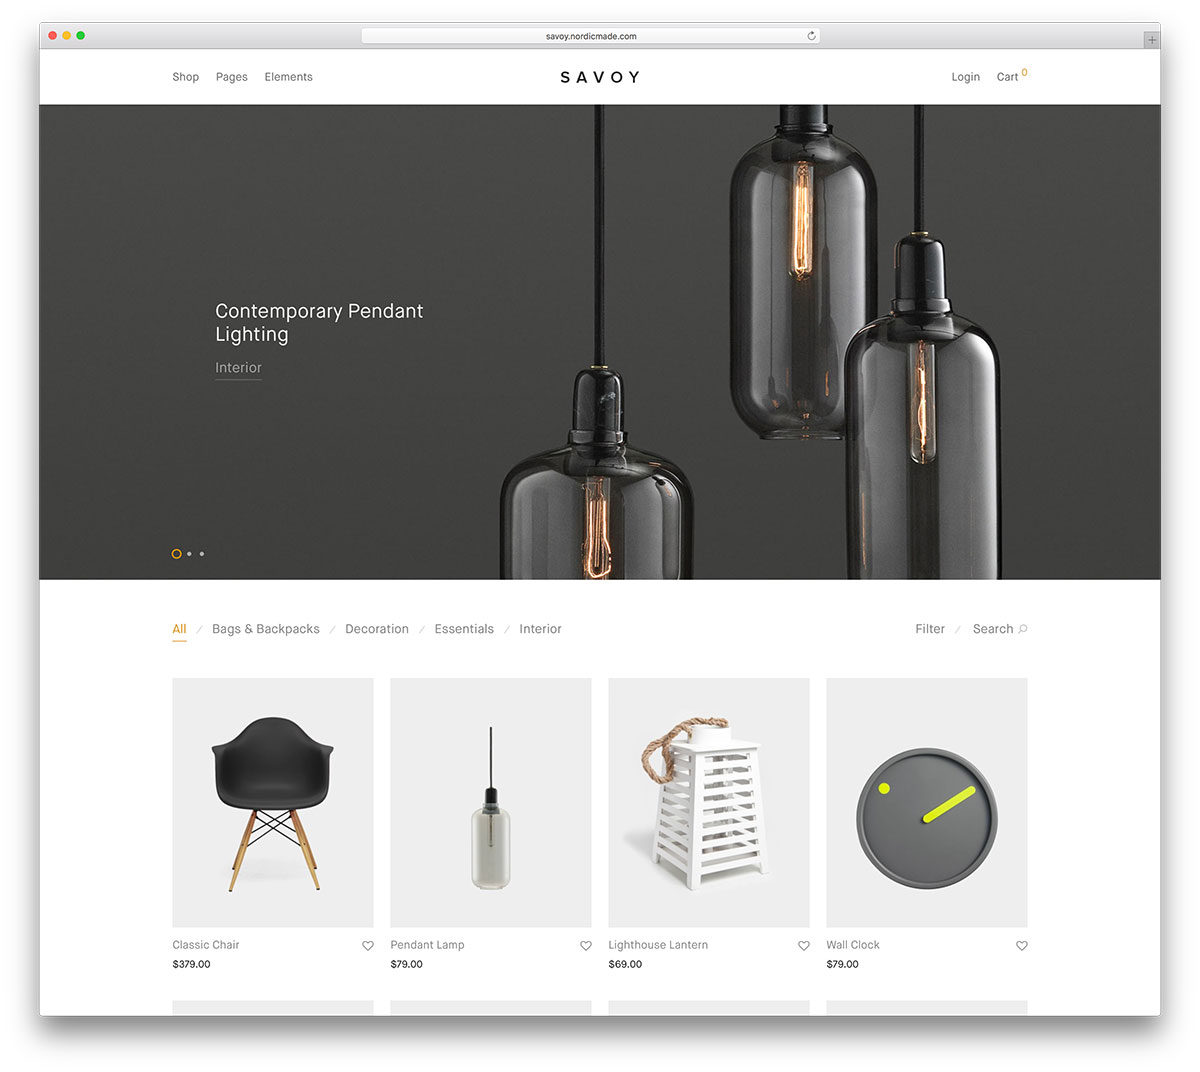 savoy.nordicmade.com
Shop Pages Elements
SAVOY
Login Cart 0
Contemporary Pendant
Lighting
Interior
All / Bags & Backpacks / Decoration / Essentials / Interior
Filter / Search
Classic Chair
$379.00
Pendant Lamp
$79.00
Lighthouse Lantern
$69.00
Wall Clock
$79.00